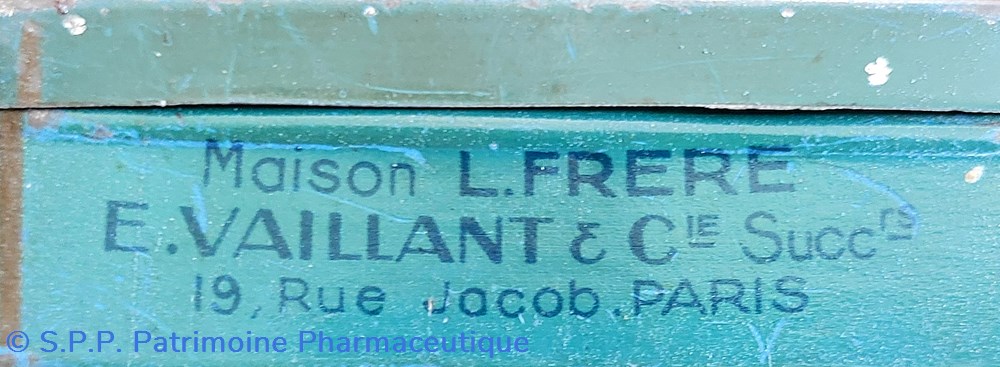 Maison L.FRERE
E.VAILLANT & Cᴵᴱ Succʳˢ
19, Rue Jacob. PARIS
© S.P.P. Patrimoine Pharmaceutique